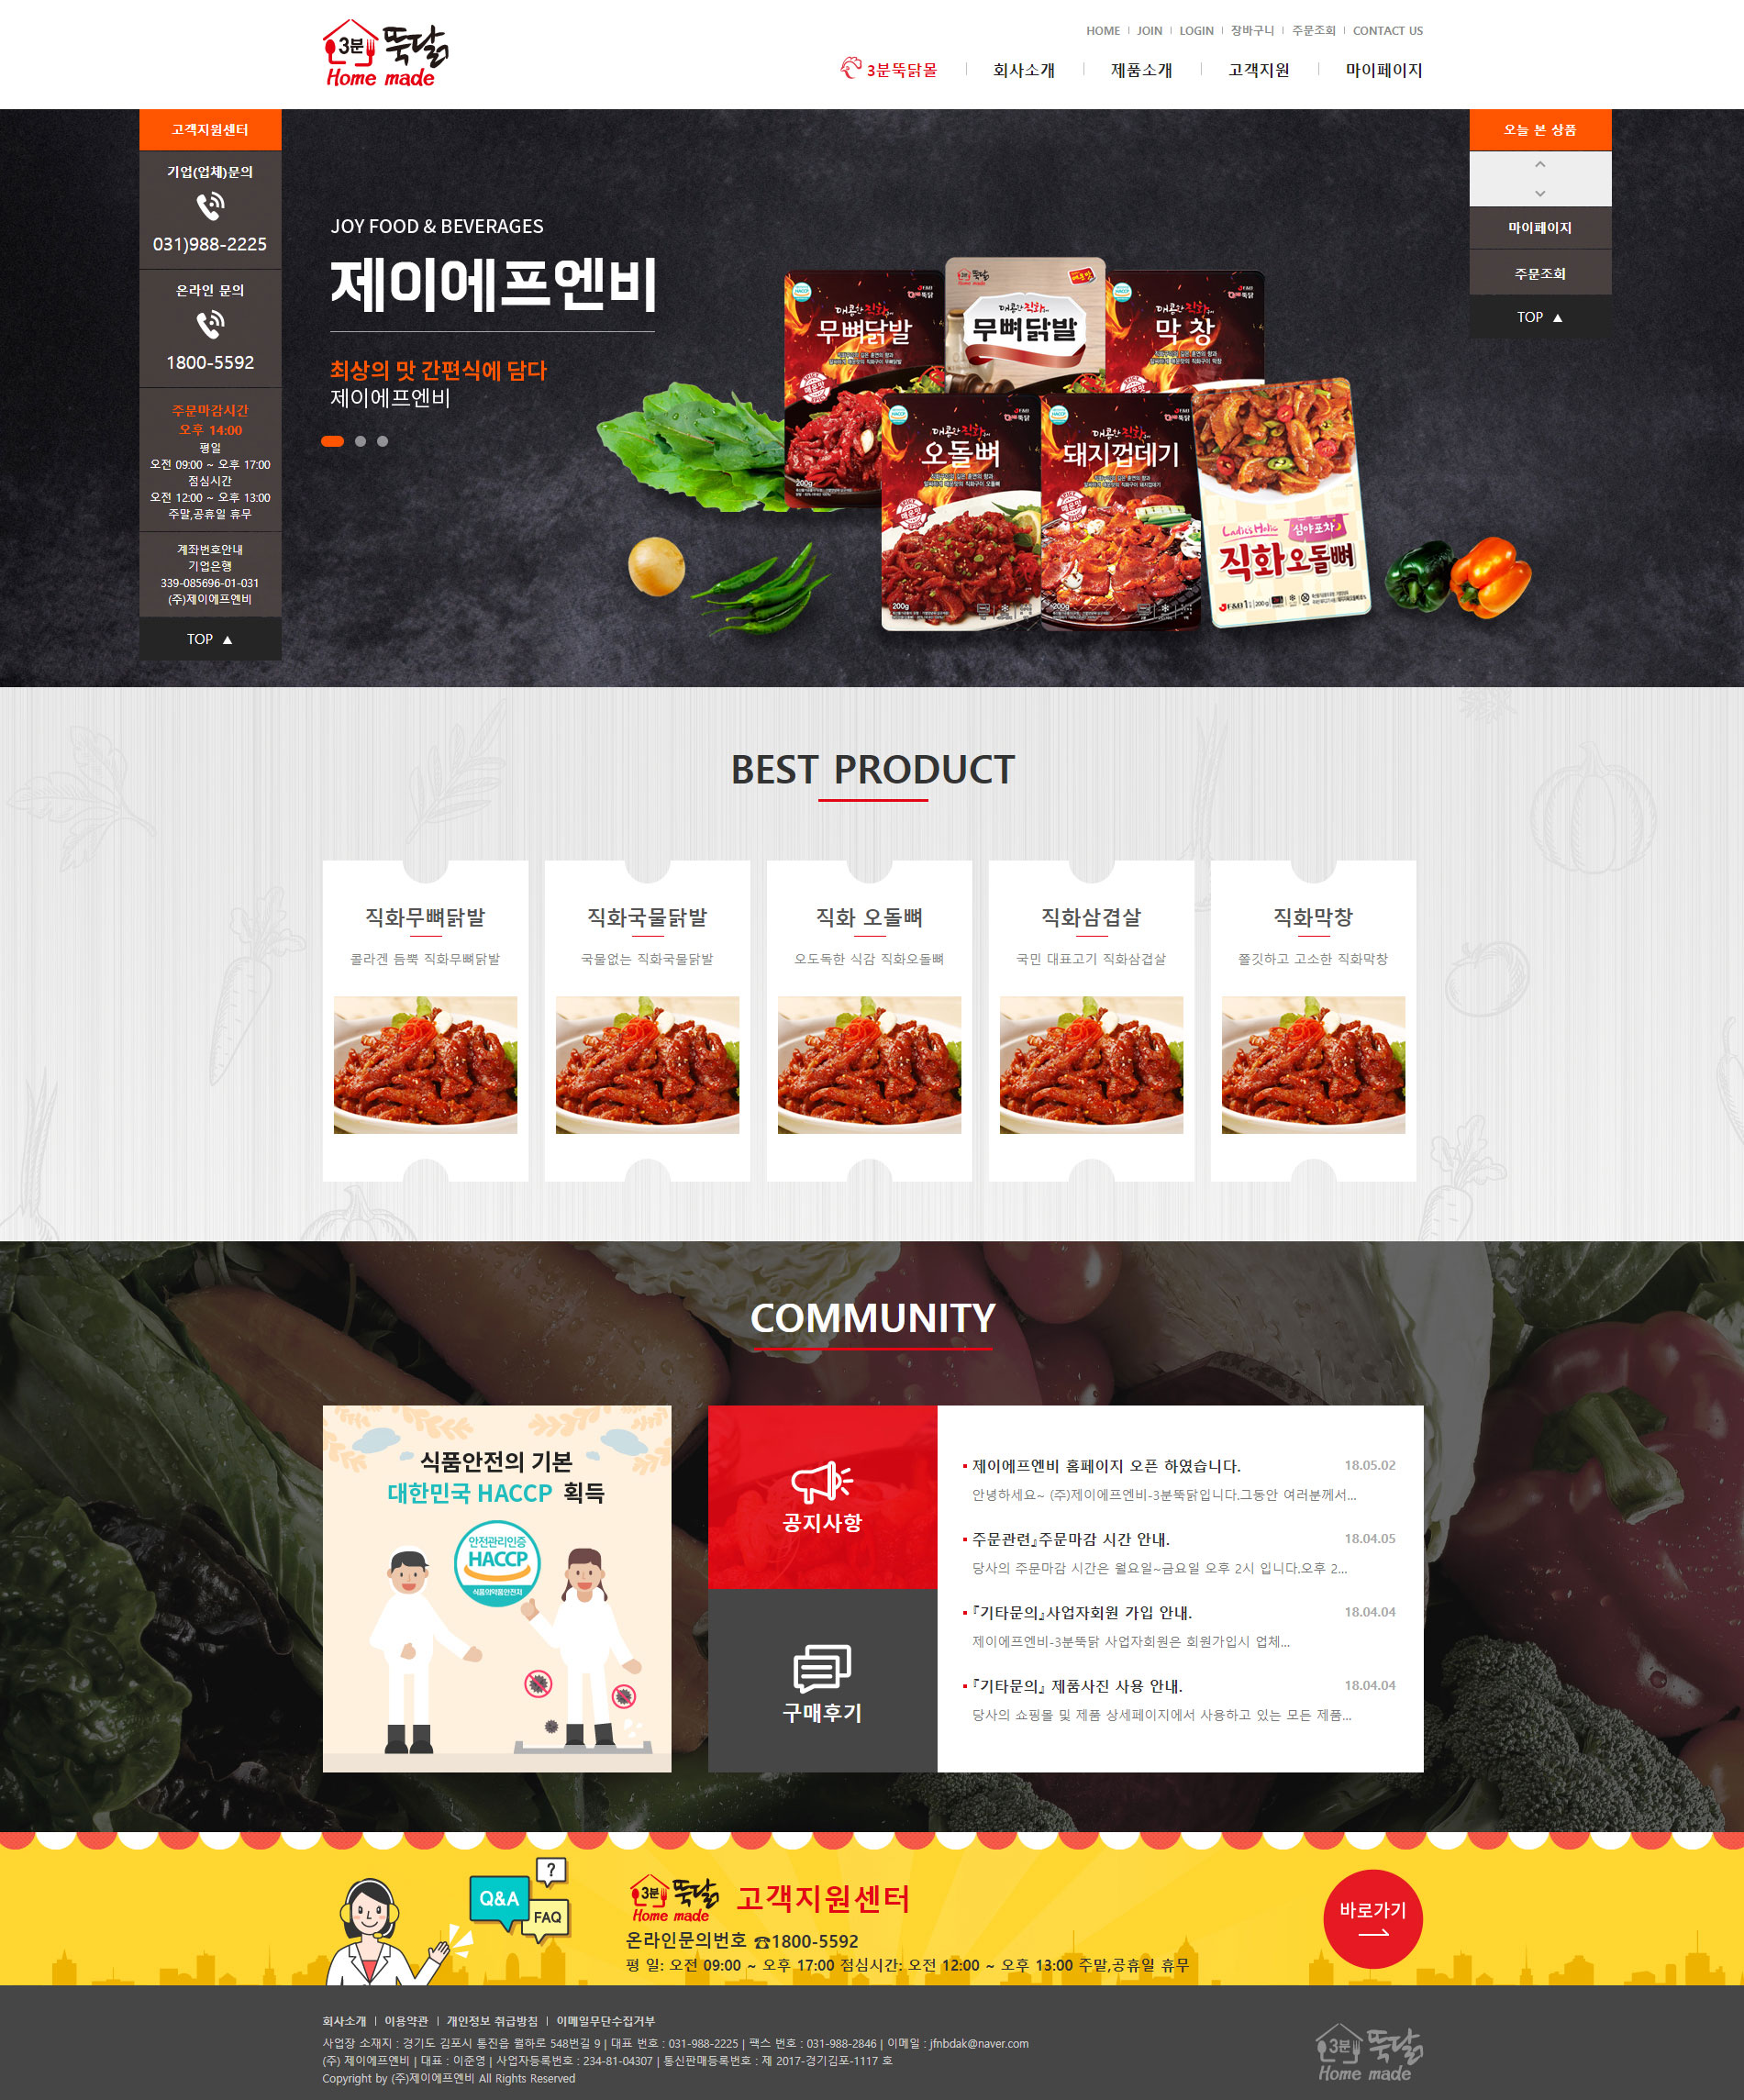 3분 뚝닭
Home made
HOME JOIN LOGIN 장바구니 주문조회 CONTACT US
3분뚝닭몰 회사소개 제품소개 고객지원 마이페이지
고객지원센터
기업(업체)문의
031)988-2225
온라인 문의
1800-5592
주문마감시간
오후 14:00
평일
오전 09:00 ~ 오후 17:00
점심시간
오전 12:00 ~ 오후 13:00
주말,공휴일 휴무
계좌번호안내
기업은행
339-085696-01-031
(주)제이에프엔비
TOP ▲
JOY FOOD & BEVERAGES
제이에프엔비
최상의 맛 간편식에 담다
제이에프엔비
매콤한 직화구이
무뼈닭발
200g
무뼈닭발
매콤한 직화구이
막창
오돌뼈
200g
돼지껍데기
200g
Ladies Holic 심야포차
직화오돌뼈
오늘 본 상품
마이페이지
주문조회
TOP ▲
BEST PRODUCT
직화무뼈닭발
콜라겐 듬뿍 직화무뼈닭발
직화국물닭발
국물없는 직화국물닭발
직화 오돌뼈
오도독한 식감 직화오돌뼈
직화삼겹살
국민 대표고기 직화삼겹살
직화막창
쫄깃하고 고소한 직화막창
COMMUNITY
식품안전의 기본
대한민국 HACCP 획득
안전관리인증
HACCP
식품의약품안전처
공지사항
구매후기
제이에프엔비 홈페이지 오픈 하였습니다. 18.05.02
안녕하세요~ (주)제이에프엔비-3분뚝닭입니다.그동안 여러분께서...
주문관련』주문마감 시간 안내. 18.04.05
당사의 주문마감 시간은 월요일~금요일 오후 2시 입니다.오후 2...
『기타문의』사업자회원 가입 안내. 18.04.04
제이에프엔비-3분뚝닭 사업자회원은 회원가입시 업체...
『기타문의』 제품사진 사용 안내. 18.04.04
당사의 쇼핑몰 및 제품 상세페이지에서 사용하고 있는 모든 제품...
?
Q&A
FAQ
3분 뚝닭
Home made
고객지원센터
온라인문의번호 ☎1800-5592
평 일: 오전 09:00 ~ 오후 17:00 점심시간: 오전 12:00 ~ 오후 13:00 주말,공휴일 휴무
바로가기
회사소개 | 이용약관 | 개인정보 취급방침 | 이메일무단수집거부
사업장 소재지 : 경기도 김포시 통진읍 월하로 548번길 9 | 대표 번호 : 031-988-2225 | 팩스 번호 : 031-988-2846 | 이메일 : jfnbdak@naver.com
(주) 제이에프엔비 | 대표 : 이준영 | 사업자등록번호 : 234-81-04307 | 통신판매등록번호 : 제 2017-경기김포-1117 호
Copyright by (주)제이에프엔비 All Rights Reserved
3분 뚝닭
Home made